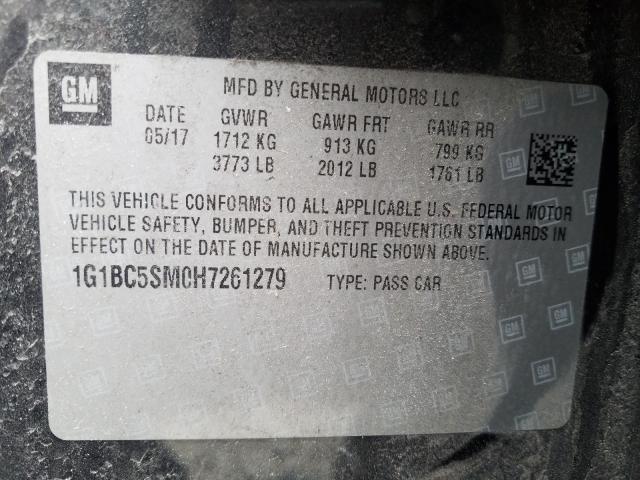 GM
MFD BY GENERAL MOTORS LLC
DATE GVWR GAWR FRT GAWR RR
05/17 1712 KG 913 KG 799 KG
3773 LB 2012 LB 1761 LB
THIS VEHICLE CONFORMS TO ALL APPLICABLE U.S. FEDERAL MOTOR
VEHICLE SAFETY, BUMPER, AND THEFT PREVENTION STANDARDS IN
EFFECT ON THE DATE OF MANUFACTURE SHOWN ABOVE.
1G1BC5SM0H7261279 TYPE: PASS CAR